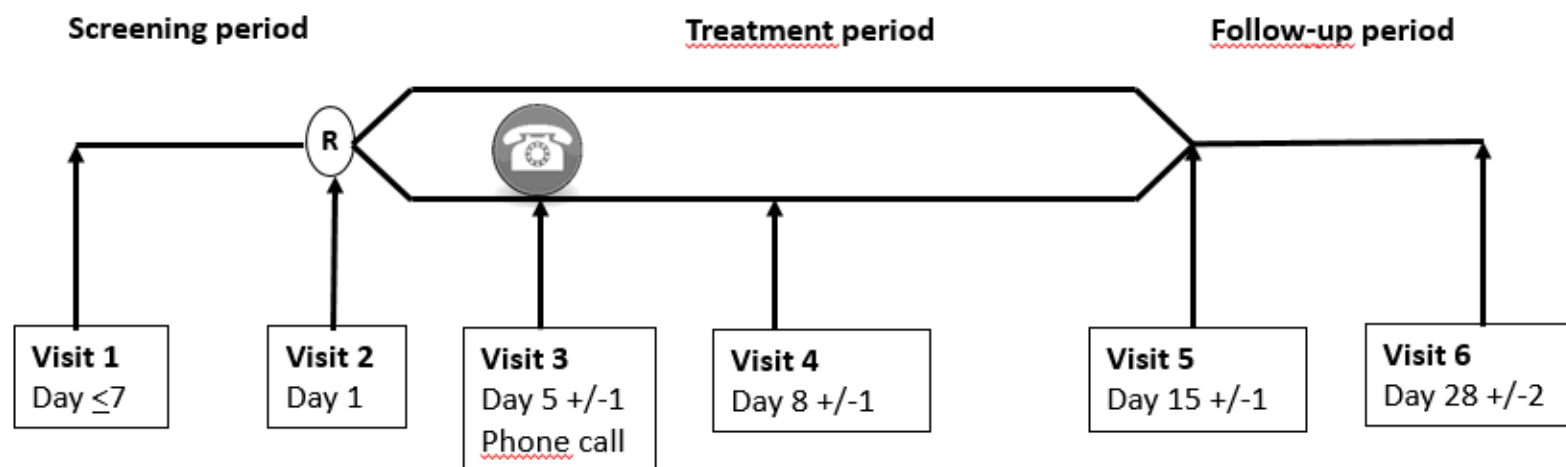 Screening period
Treatment period
Follow-up period
R
Visit 1
Day ≤7
Visit 2
Day 1
Visit 3
Day 5 +/-1
Phone call
Visit 4
Day 8 +/-1
Visit 5
Day 15 +/-1
Visit 6
Day 28 +/-2